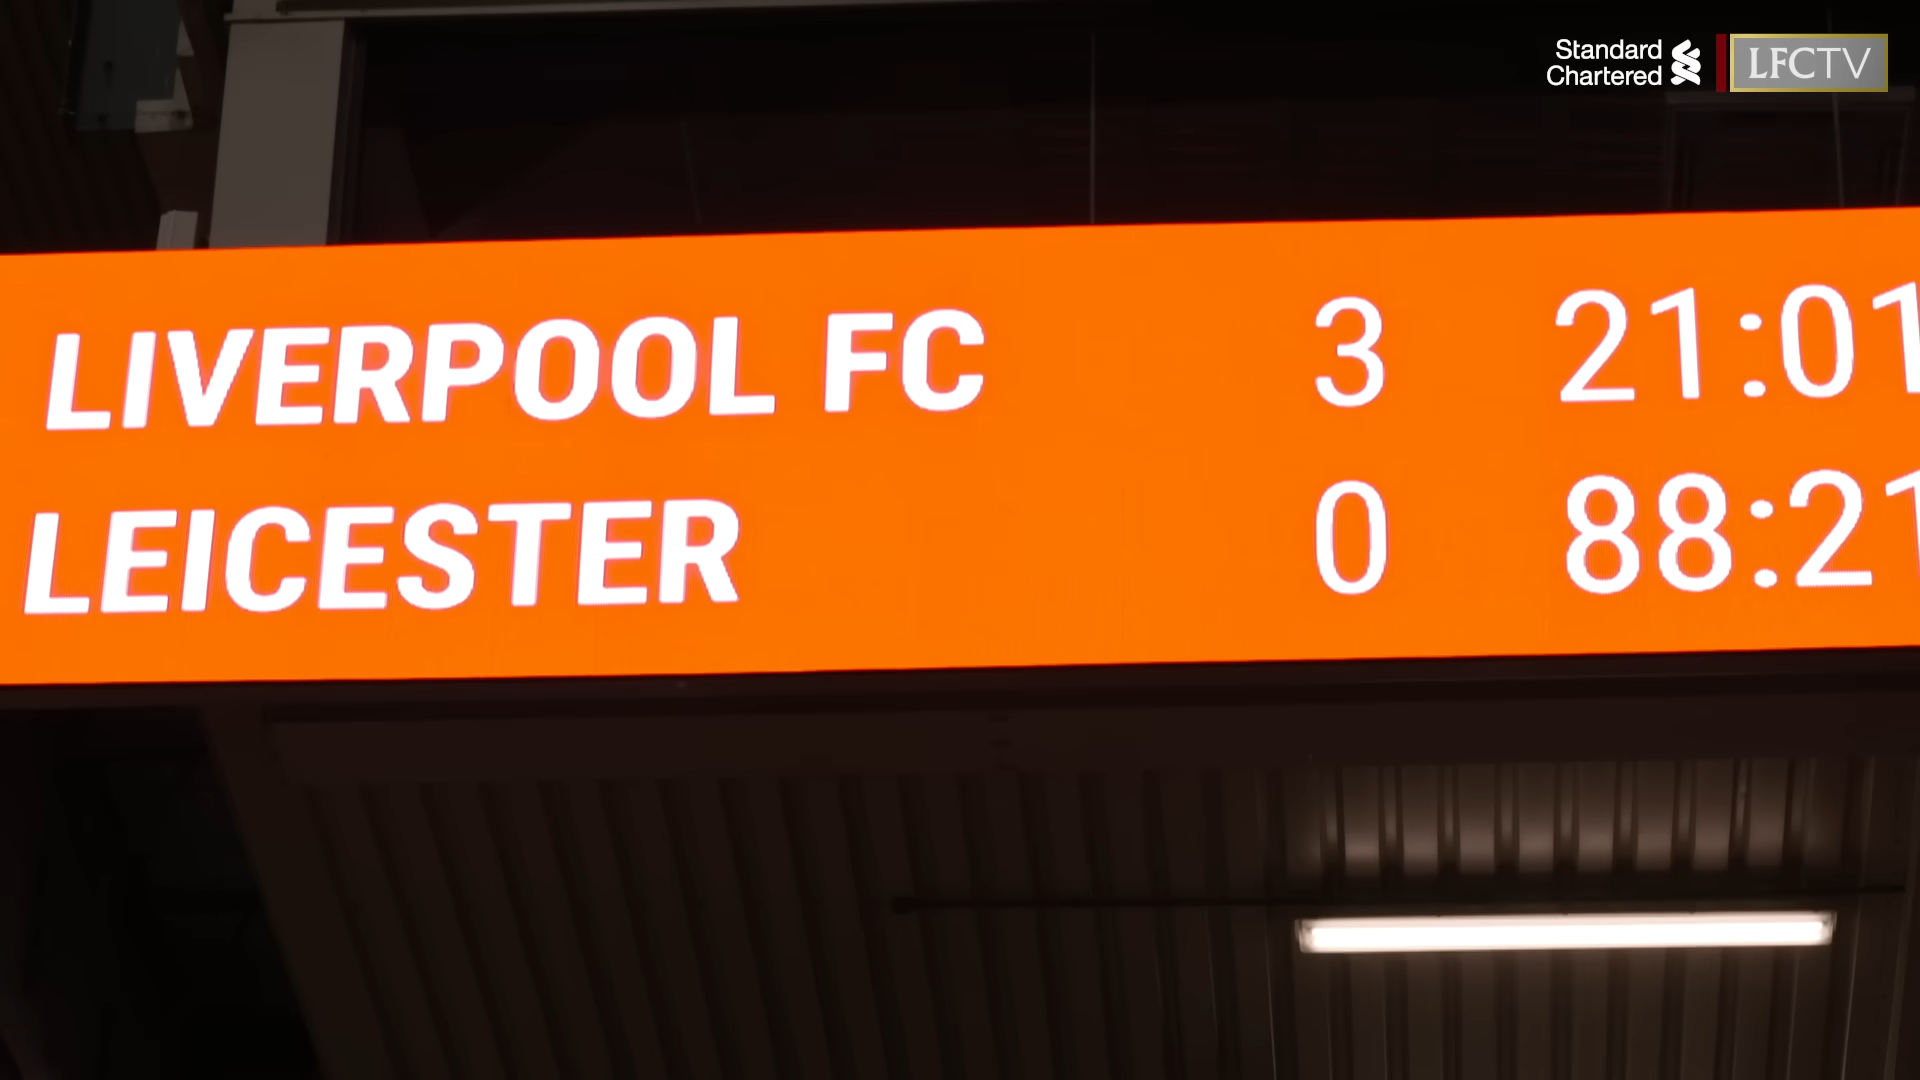 Standard
Chartered
LFCTV
LIVERPOOL FC 3 21:01
LEICESTER 0 88:21